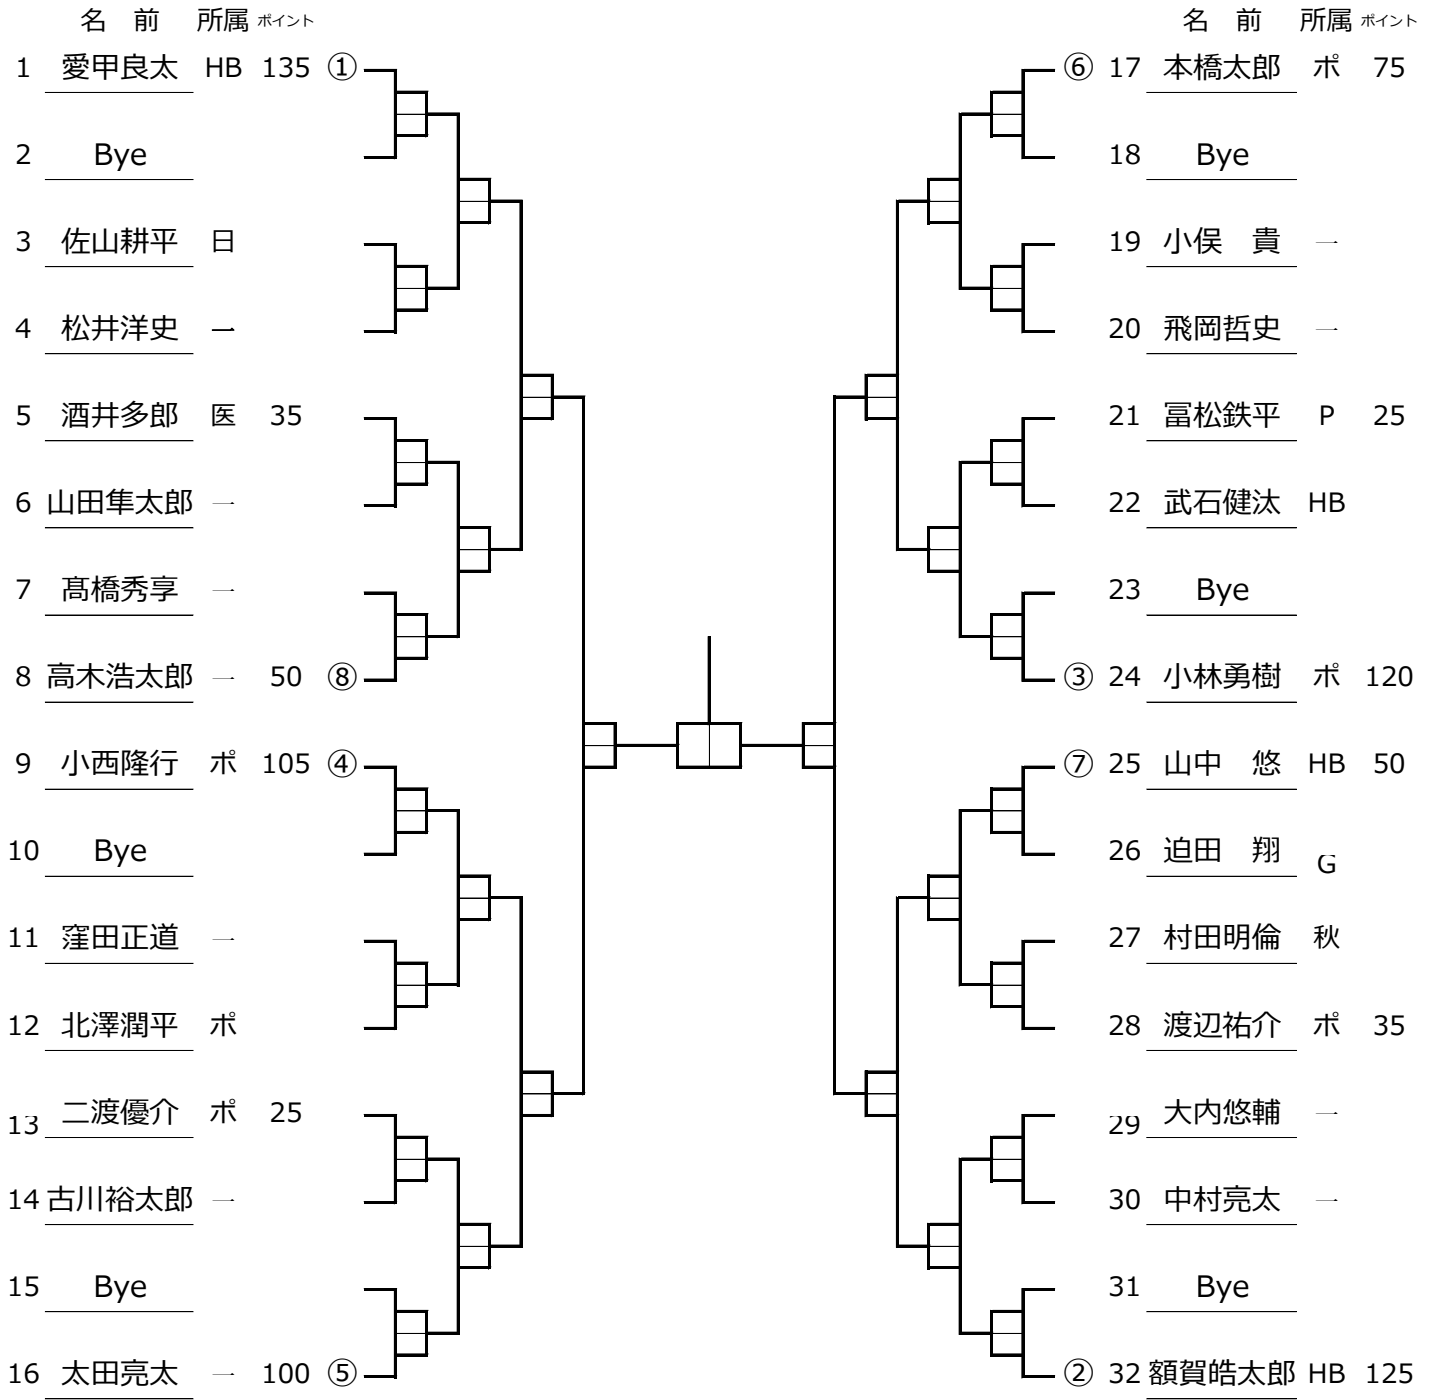 名　前　所属 ポイント
1 愛甲良太 HB 135 ①
2 Bye
3 佐山耕平 日
4 松井洋史 一
5 酒井多郎 医 35
6 山田隼太郎 一
7 髙橋秀享 一
8 高木浩太郎 一 50 ⑧
9 小西隆行 ポ 105 ④
10 Bye
11 窪田正道 一
12 北澤潤平 ポ
13 二渡優介 ポ 25
14 古川裕太郎 一
15 Bye
16 太田亮太 一 100 ⑤
名　前　所属 ポイント
⑥ 17 本橋太郎 ポ 75
18 Bye
19 小俣　貴 一
20 飛岡哲史 一
21 冨松鉄平 P 25
22 武石健汰 HB
23 Bye
③ 24 小林勇樹 ポ 120
⑦ 25 山中　悠 HB 50
26 迫田　翔 G
27 村田明倫 秋
28 渡辺祐介 ポ 35
29 大内悠輔 一
30 中村亮太 一
31 Bye
② 32 額賀皓太郎 HB 125